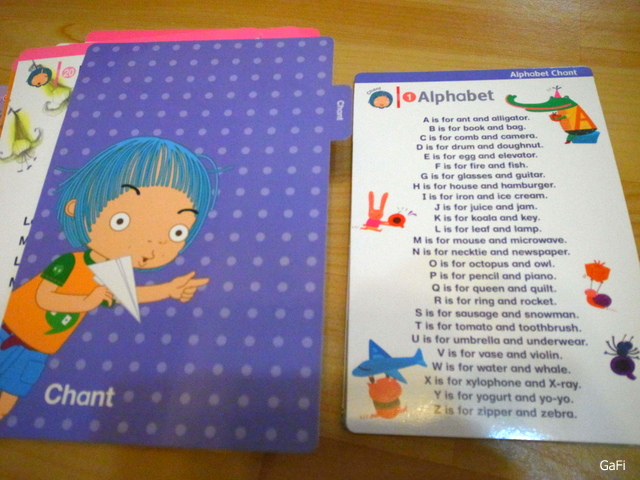 20
Chant
Chant
Alphabet Chant
Chant
1 Alphabet
A is for ant and alligator.
B is for book and bag.
C is for comb and camera.
D is for drum and doughnut.
E is for egg and elevator.
F is for fire and fish.
G is for glasses and guitar.
H is for house and hamburger.
I is for iron and ice cream.
J is for juice and jam.
K is for koala and key.
L is for leaf and lamp.
M is for mouse and microwave.
N is for necktie and newspaper.
O is for octopus and owl.
P is for pencil and piano.
Q is for queen and quilt.
R is for ring and rocket.
S is for sausage and snowman.
T is for tomato and toothbrush.
U is for umbrella and underwear.
V is for vase and violin.
W is for water and whale.
X is for xylophone and X-ray.
Y is for yogurt and yo-yo.
Z is for zipper and zebra.
A
GaFi